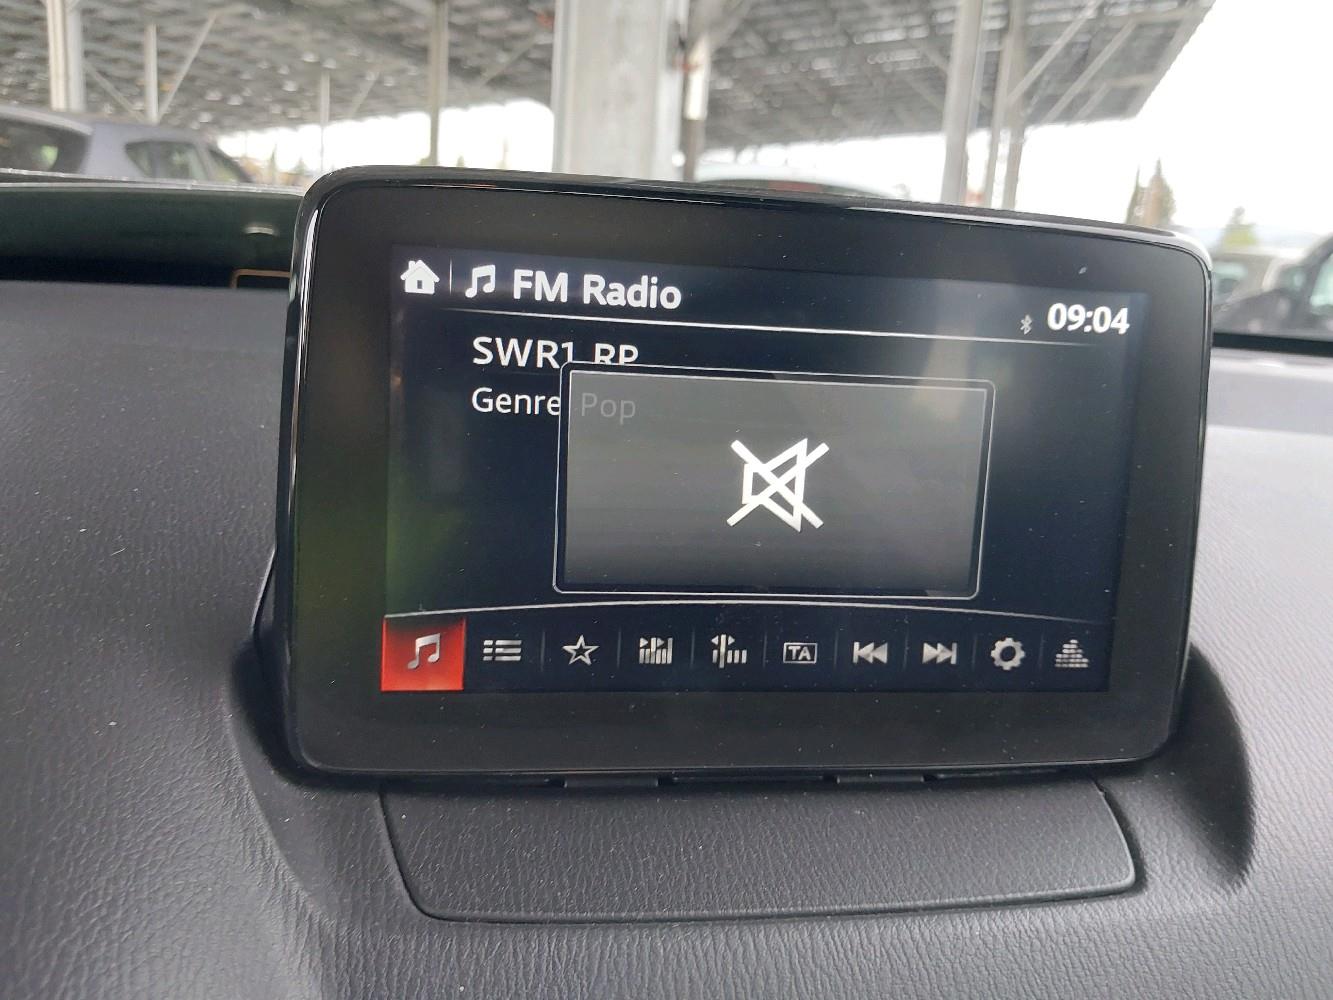 FM Radio
09:04
SWR1 RP
Genre Pop
TA